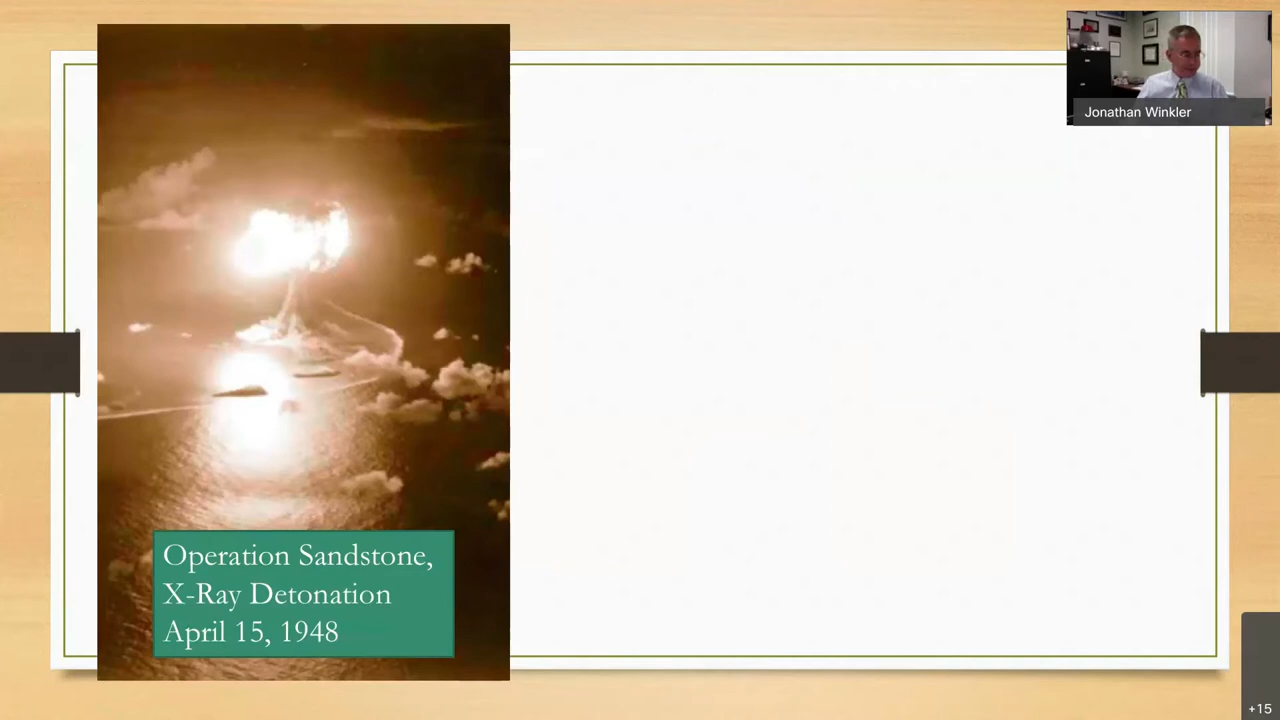 Jonathan Winkler
Operation Sandstone,
X-Ray Detonation
April 15, 1948
+15